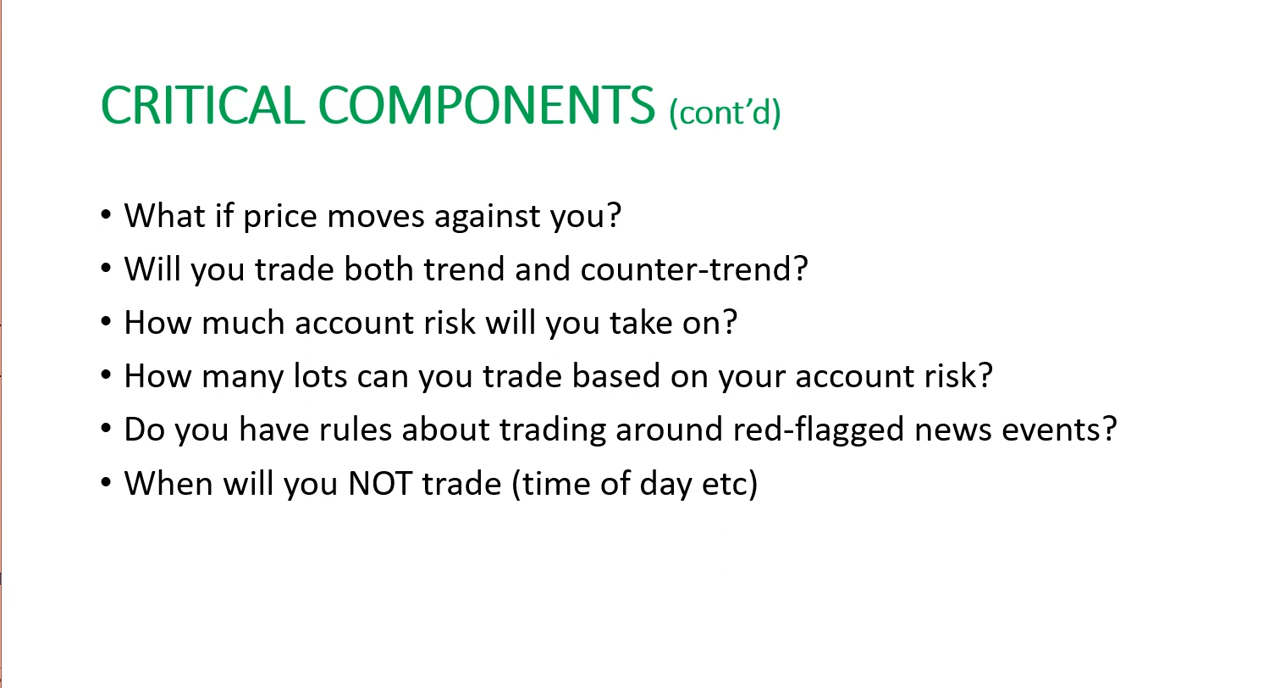 CRITICAL COMPONENTS (cont’d)
• What if price moves against you?
• Will you trade both trend and counter-trend?
• How much account risk will you take on?
• How many lots can you trade based on your account risk?
• Do you have rules about trading around red-flagged news events?
• When will you NOT trade (time of day etc)